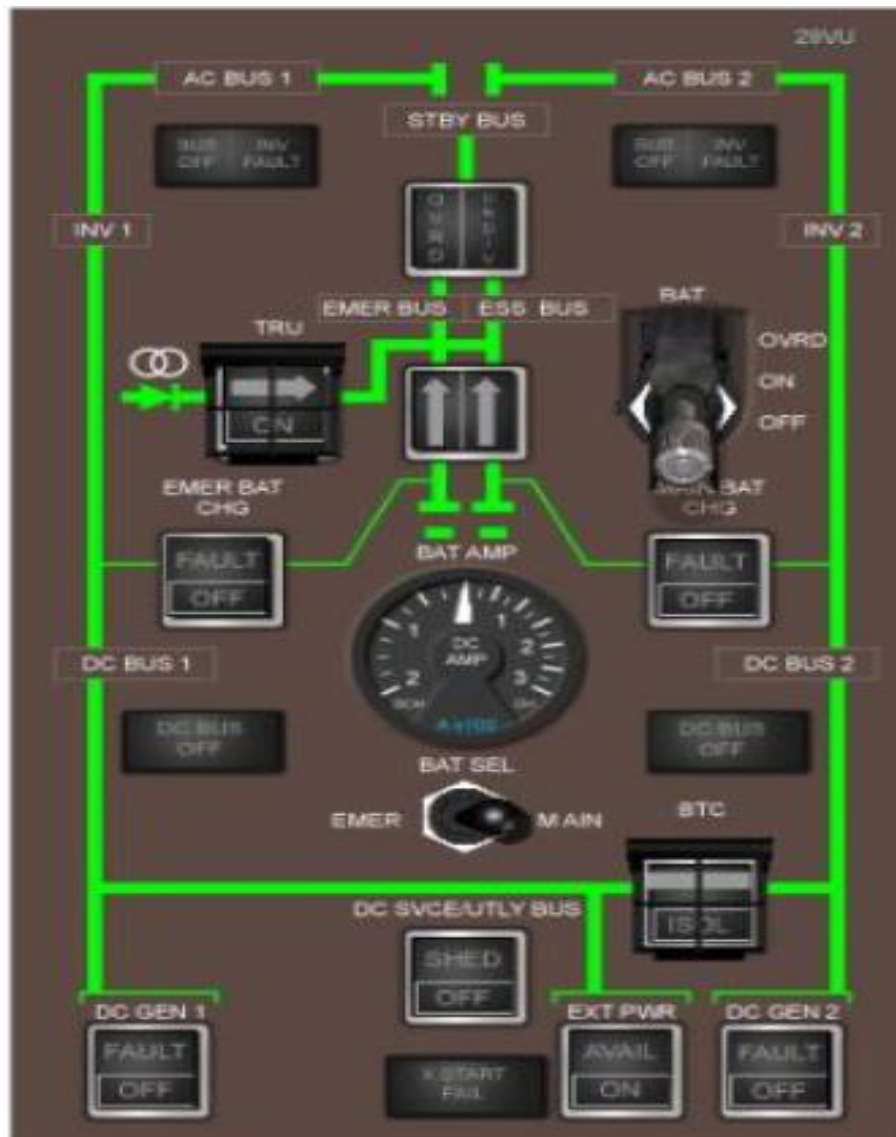 29VU
AC BUS 1
AC BUS 2
STBY BUS
BUS OFF
INV FAULT
BUS OFF
INV FAULT
INV 1
OVRD
INV 2
EMER BUS
ESS BUS
BAT
TRU
OVRD
ON
ON
OFF
EMER BAT
CHG
MAIN BAT
CHG
FAULT
OFF
BAT AMP
FAULT
OFF
1
1
2
2
3
DC
AMP
DC BUS 1
DC BUS 2
DC BUS
OFF
DC BUS
OFF
BAT SEL
EMER
MAIN
BTC
ISOL
DC SVCE/UTLY BUS
SHED
OFF
DC GEN 1
EXT PWR
DC GEN 2
FAULT
OFF
X START
FAIL
AVAIL
ON
FAULT
OFF